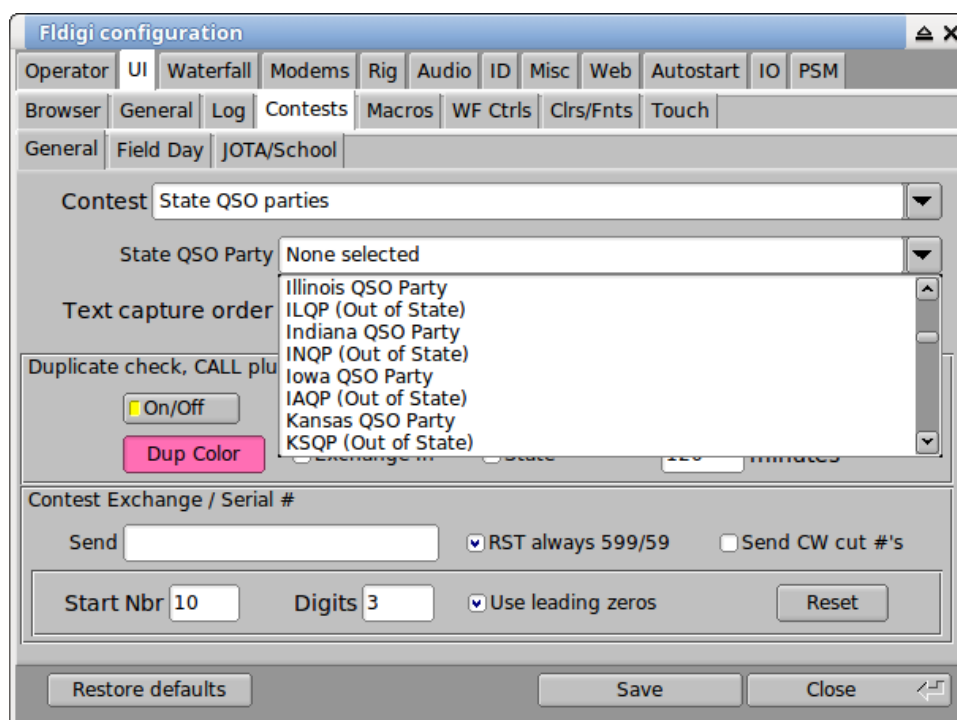 Fldigi configuration
Operator UI Waterfall Modems Rig Audio ID Misc Web Autostart IO PSM
Browser General Log Contests Macros WF Ctrls Clrs/Fnts Touch
General Field Day JOTA/School
Contest State QSO parties
State QSO Party None selected
Illinois QSO Party
Text capture order ILQP (Out of State)
Indiana QSO Party
INQP (Out of State)
Duplicate check, CALL plu
Iowa QSO Party
On/Off IAQP (Out of State)
Kansas QSO Party
Dup Color KSQP (Out of State)
Contest Exchange / Serial #
Send RST always 599/59 Send CW cut #'s
Start Nbr 10 Digits 3 Use leading zeros Reset
Restore defaults Save Close